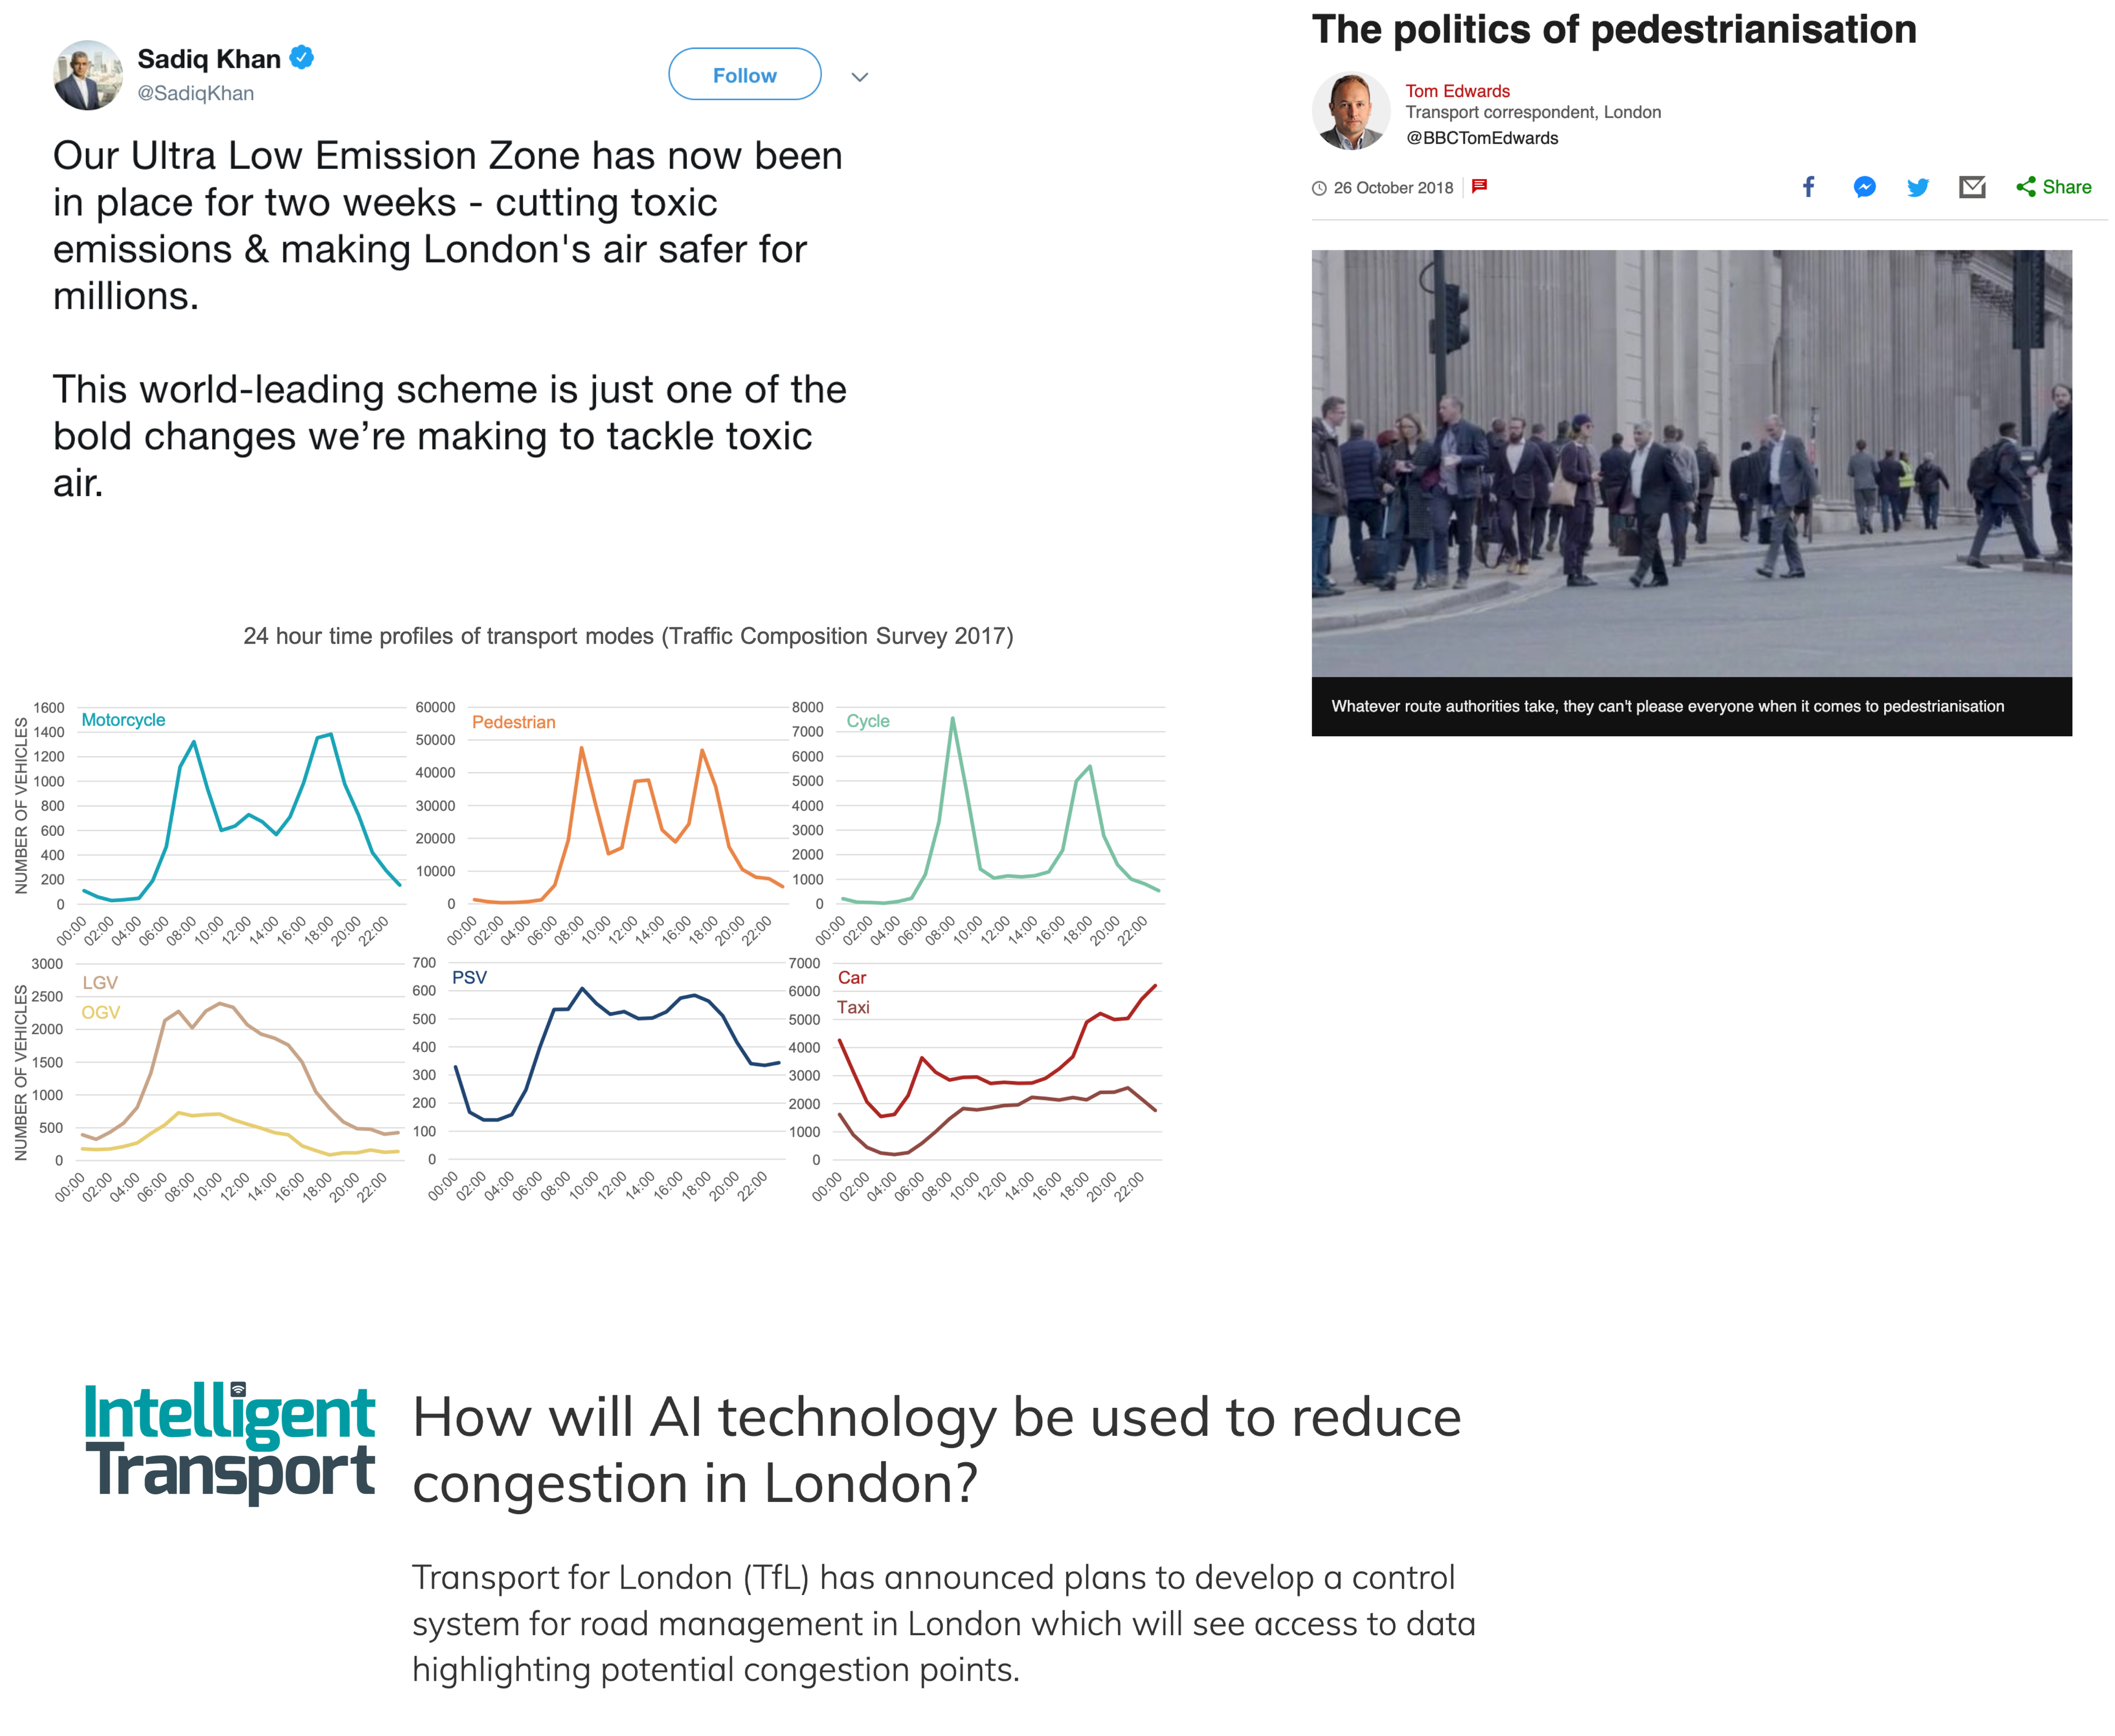 Sadiq Khan
@SadiqKhan
Follow
Our Ultra Low Emission Zone has now been
in place for two weeks - cutting toxic
emissions & making London's air safer for
millions.
This world-leading scheme is just one of the
bold changes we’re making to tackle toxic
air.
The politics of pedestrianisation
Tom Edwards
Transport correspondent, London
@BBCTomEdwards
26 October 2018
Share
Whatever route authorities take, they can't please everyone when it comes to pedestrianisation
24 hour time profiles of transport modes (Traffic Composition Survey 2017)
NUMBER OF VEHICLES
Motorcycle
1600
1400
1200
1000
800
600
400
200
0
00:00 02:00 04:00 06:00 08:00 10:00 12:00 14:00 16:00 18:00 20:00 22:00
Pedestrian
60000
50000
40000
30000
20000
10000
0
00:00 02:00 04:00 06:00 08:00 10:00 12:00 14:00 16:00 18:00 20:00 22:00
Cycle
8000
7000
6000
5000
4000
3000
2000
1000
0
00:00 02:00 04:00 06:00 08:00 10:00 12:00 14:00 16:00 18:00 20:00 22:00
NUMBER OF VEHICLES
LGV
OGV
3000
2500
2000
1500
1000
500
0
00:00 02:00 04:00 06:00 08:00 10:00 12:00 14:00 16:00 18:00 20:00 22:00
PSV
700
600
500
400
300
200
100
0
00:00 02:00 04:00 06:00 08:00 10:00 12:00 14:00 16:00 18:00 20:00 22:00
Car
Taxi
7000
6000
5000
4000
3000
2000
1000
0
00:00 02:00 04:00 06:00 08:00 10:00 12:00 14:00 16:00 18:00 20:00 22:00
Intelligent
Transport
How will AI technology be used to reduce
congestion in London?
Transport for London (TfL) has announced plans to develop a control
system for road management in London which will see access to data
highlighting potential congestion points.